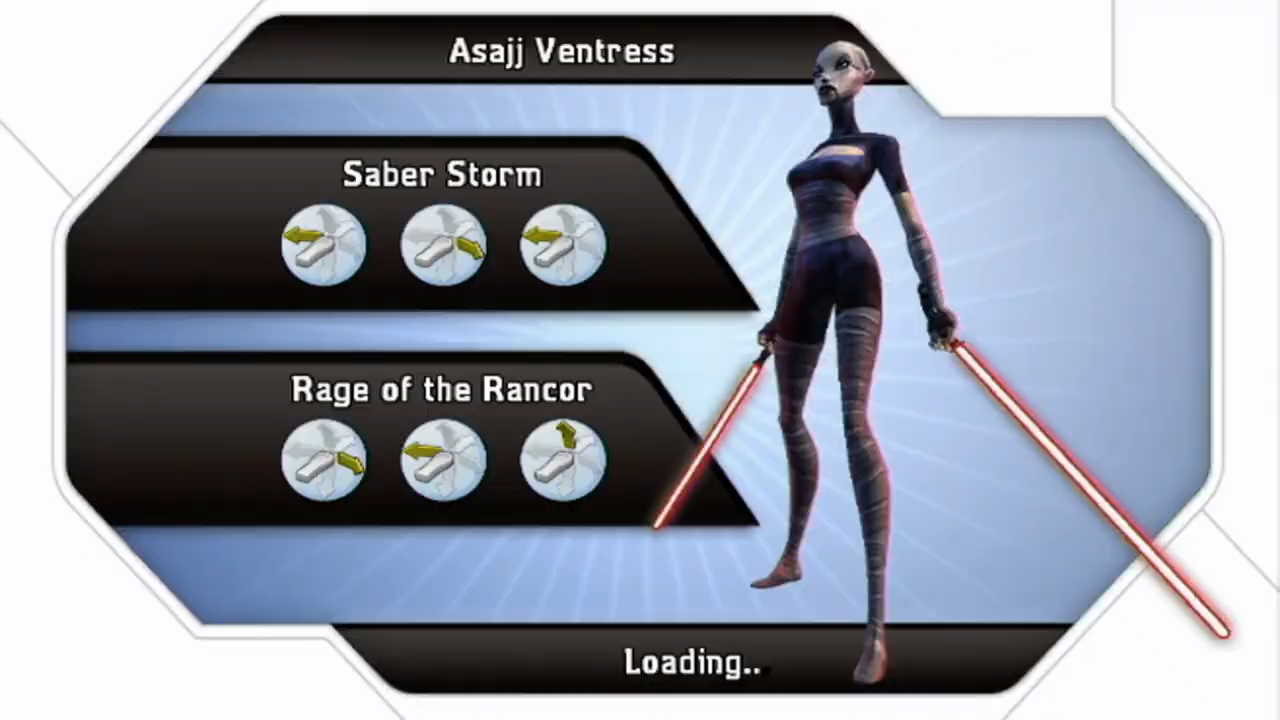 Asajj Ventress
Saber Storm
Rage of the Rancor
Loading..